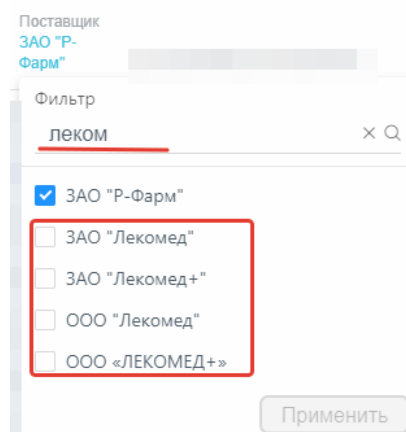 Поставщик
ЗАО "Р-
Фарм"
Фильтр
леком
ЗАО "Р-Фарм"
ЗАО "Лекомед"
ЗАО "Лекомед+"
ООО "Лекомед"
ООО «ЛЕКОМЕД+»
Применить